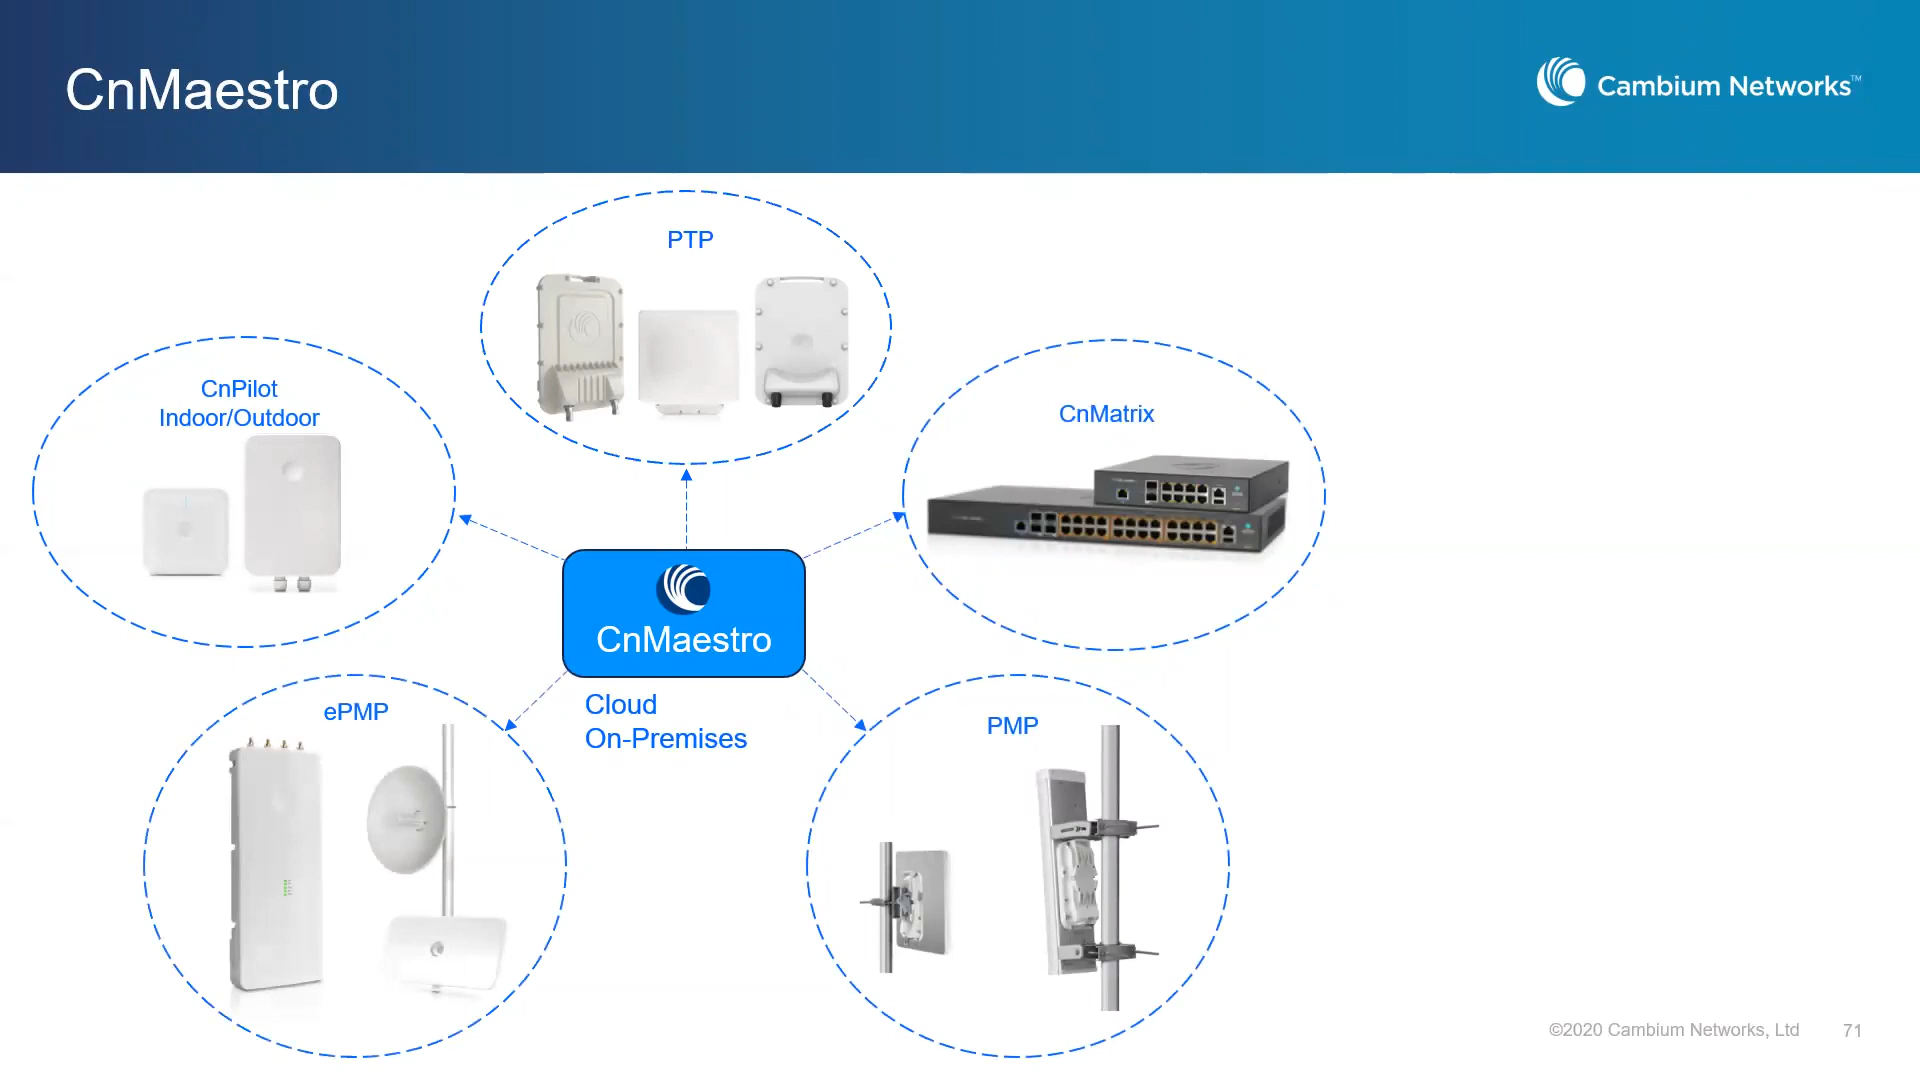 CnMaestro
Cambium Networks™
PTP
CnPilot
Indoor/Outdoor
CnMatrix
CnMaestro
Cloud
On-Premises
ePMP
PMP
©2020 Cambium Networks, Ltd
71